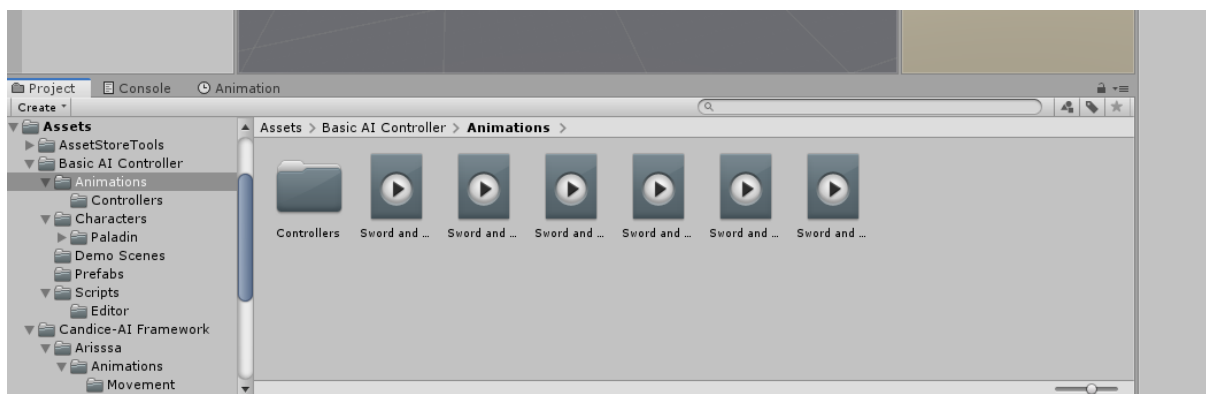 Project Console Animation
Create
Assets
AssetStoreTools
Basic AI Controller
Animations
Controllers
Characters
Paladin
Demo Scenes
Prefabs
Scripts
Editor
Candice-AI Framework
Arisssa
Animations
Movement
Assets > Basic AI Controller > Animations >
Controllers Sword and ... Sword and ... Sword and ... Sword and ... Sword and ... Sword and ...